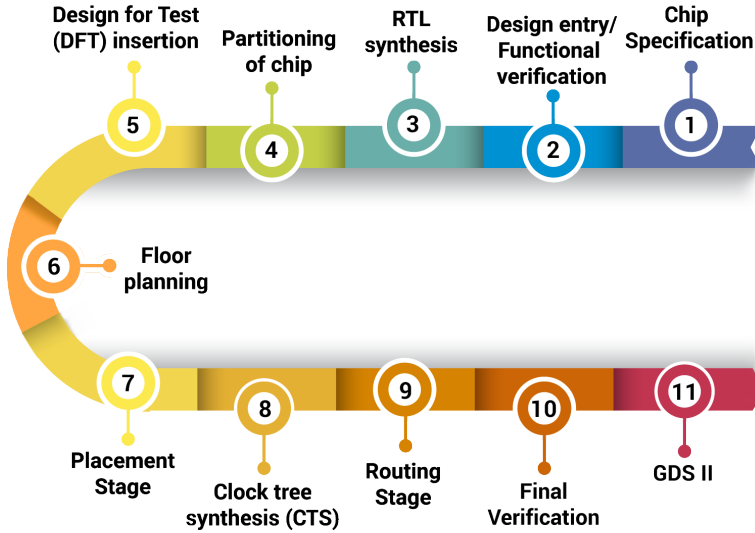 Chip
Specification
1
Design entry/
Functional
verification
2
RTL
synthesis
3
Partitioning
of chip
4
Design for Test
(DFT) insertion
5
6
Floor
planning
7
Placement
Stage
8
Clock tree
synthesis (CTS)
9
Routing
Stage
10
Final
Verification
11
GDS II